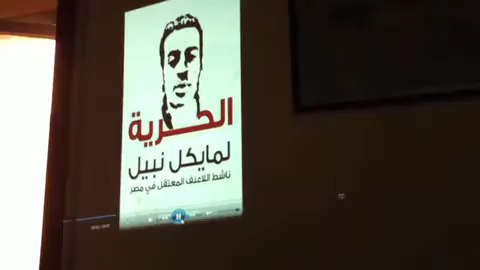 الحرية
لمايكل نبيل
ناشط اللاعنف المعتقل في مصر